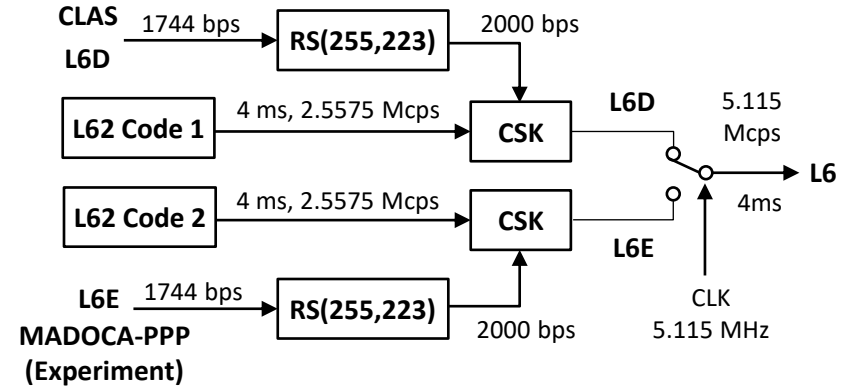 CLAS
L6D
1744 bps
RS(255,223)
2000 bps
L62 Code 1
4 ms, 2.5575 Mcps
CSK
L6D
5.115
Mcps
L6
4ms
L62 Code 2
4 ms, 2.5575 Mcps
CSK
L6E
L6E
MADOCA-PPP
(Experiment)
1744 bps
RS(255,223)
2000 bps
CLK
5.115 MHz